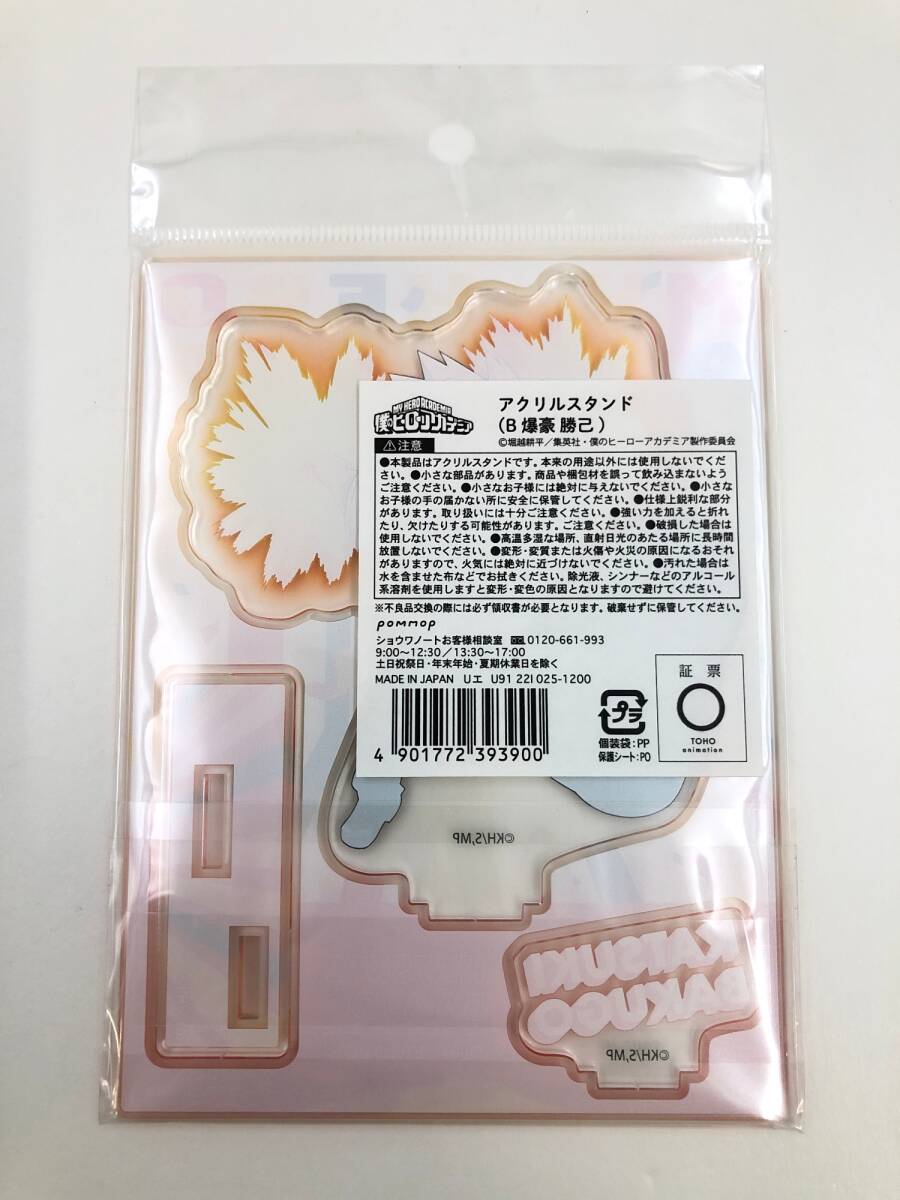 MY HERO ACADEMIA
僕のヒーローアカデミア
アクリルスタンド
(B 爆豪 勝己)
©堀越耕平／集英社・僕のヒーローアカデミア製作委員会
⚠注意
●本製品はアクリルスタンドです。本来の用途以外には使用しないでくださ
い。●小さな部品があります。商品や梱包材を誤って飲み込まないよう
ご注意ください。●小さなお子様には絶対に与えないでください。●小さ
なお子様の手の届かない所に安全に保管してください。●仕様上鋭利な部分
があります。取り扱いには十分ご注意ください。●強い力を加えると折れ
たり、欠けたりする可能性があります。ご注意ください。●破損した場合は
使用しないでください。●高温多湿な場所、直射日光のあたる場所に長時間
放置しないでください。●変形・変質または火傷や火災の原因になるおそれ
がありますので、火気には絶対に近づけないでください。●汚れた場合は
水を含ませた布などでお拭きください。除光液、シンナーなどのアルコール
系溶剤を使用しますと変形・変色の原因となりますので避けてください。
※不良品交換の際には必ず領収書が必要となります。破棄せずに保管してください。
pommop
ショウワノートお客様相談室 0120-661-993
9:00〜12:30／13:30〜17:00
土日祝祭日・年末年始・夏期休業日を除く
MADE IN JAPAN Uエ U91 22I 025-1200
4 901772 393900
プラ
個装袋：PP
保護シート：PO
証票
TOHO
animation
©KH/S,MP
KATSUKI
BAKUGO
©KH/S,MP